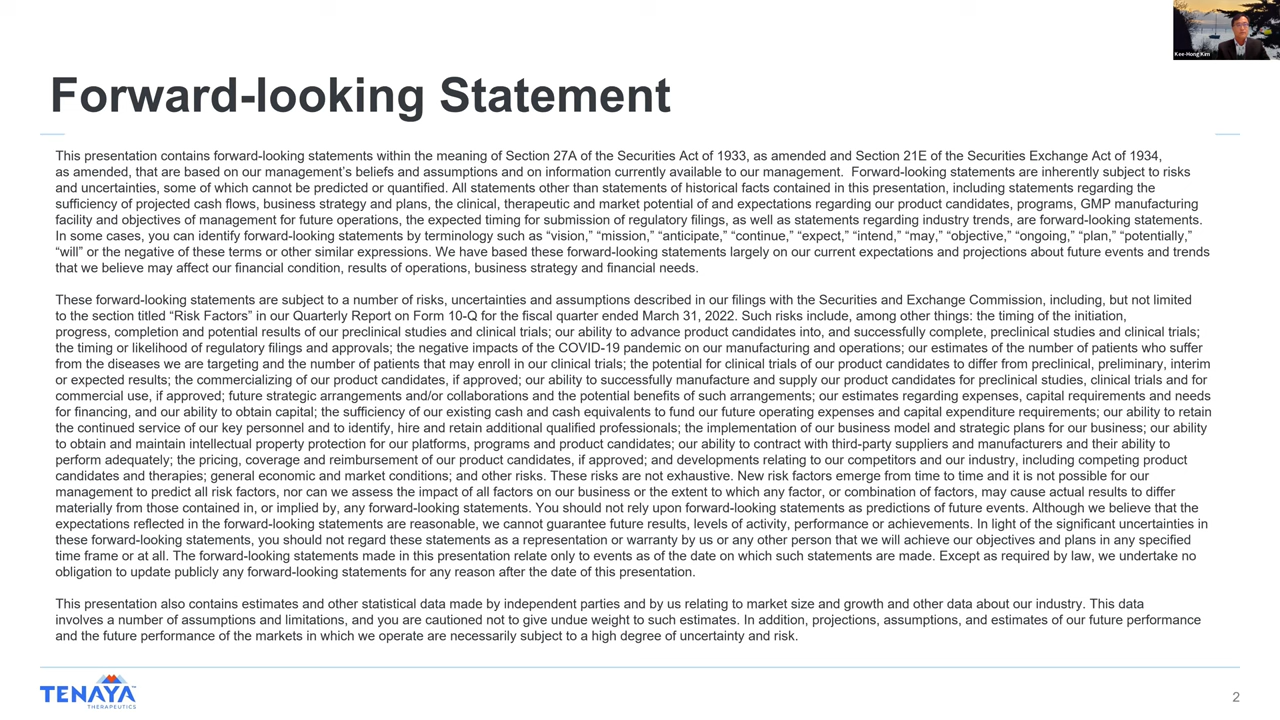 Kee-Hong Kim
Forward-looking Statement
This presentation contains forward-looking statements within the meaning of Section 27A of the Securities Act of 1933, as amended and Section 21E of the Securities Exchange Act of 1934,
as amended, that are based on our management’s beliefs and assumptions and on information currently available to our management.  Forward-looking statements are inherently subject to risks
and uncertainties, some of which cannot be predicted or quantified. All statements other than statements of historical facts contained in this presentation, including statements regarding the
sufficiency of projected cash flows, business strategy and plans, the clinical, therapeutic and market potential of and expectations regarding our product candidates, programs, GMP manufacturing
facility and objectives of management for future operations, the expected timing for submission of regulatory filings, as well as statements regarding industry trends, are forward-looking statements.
In some cases, you can identify forward-looking statements by terminology such as “vision,” “mission,” “anticipate,” “continue,” “expect,” “intend,” “may,” “objective,” “ongoing,” “plan,” “potentially,”
“will” or the negative of these terms or other similar expressions. We have based these forward-looking statements largely on our current expectations and projections about future events and trends
that we believe may affect our financial condition, results of operations, business strategy and financial needs.
These forward-looking statements are subject to a number of risks, uncertainties and assumptions described in our filings with the Securities and Exchange Commission, including, but not limited
to the section titled “Risk Factors” in our Quarterly Report on Form 10-Q for the fiscal quarter ended March 31, 2022. Such risks include, among other things: the timing of the initiation,
progress, completion and potential results of our preclinical studies and clinical trials; our ability to advance product candidates into, and successfully complete, preclinical studies and clinical trials;
the timing or likelihood of regulatory filings and approvals; the negative impacts of the COVID-19 pandemic on our manufacturing and operations; our estimates of the number of patients who suffer
from the diseases we are targeting and the number of patients that may enroll in our clinical trials; the potential for clinical trials of our product candidates to differ from preclinical, preliminary, interim
or expected results; the commercializing of our product candidates, if approved; our ability to successfully manufacture and supply our product candidates for preclinical studies, clinical trials and for
commercial use, if approved; future strategic arrangements and/or collaborations and the potential benefits of such arrangements; our estimates regarding expenses, capital requirements and needs
for financing, and our ability to obtain capital; the sufficiency of our existing cash and cash equivalents to fund our future operating expenses and capital expenditure requirements; our ability to retain
the continued service of our key personnel and to identify, hire and retain additional qualified professionals; the implementation of our business model and strategic plans for our business; our ability
to obtain and maintain intellectual property protection for our platforms, programs and product candidates; our ability to contract with third-party suppliers and manufacturers and their ability to
perform adequately; the pricing, coverage and reimbursement of our product candidates, if approved; and developments relating to our competitors and our industry, including competing product
candidates and therapies; general economic and market conditions; and other risks. These risks are not exhaustive. New risk factors emerge from time to time and it is not possible for our
management to predict all risk factors, nor can we assess the impact of all factors on our business or the extent to which any factor, or combination of factors, may cause actual results to differ
materially from those contained in, or implied by, any forward-looking statements. You should not rely upon forward-looking statements as predictions of future events. Although we believe that the
expectations reflected in the forward-looking statements are reasonable, we cannot guarantee future results, levels of activity, performance or achievements. In light of the significant uncertainties in
these forward-looking statements, you should not regard these statements as a representation or warranty by us or any other person that we will achieve our objectives and plans in any specified
time frame or at all. The forward-looking statements made in this presentation relate only to events as of the date on which such statements are made. Except as required by law, we undertake no
obligation to update publicly any forward-looking statements for any reason after the date of this presentation.
This presentation also contains estimates and other statistical data made by independent parties and by us relating to market size and growth and other data about our industry. This data
involves a number of assumptions and limitations, and you are cautioned not to give undue weight to such estimates. In addition, projections, assumptions, and estimates of our future performance
and the future performance of the markets in which we operate are necessarily subject to a high degree of uncertainty and risk.
TENAYA™
THERAPEUTICS
2